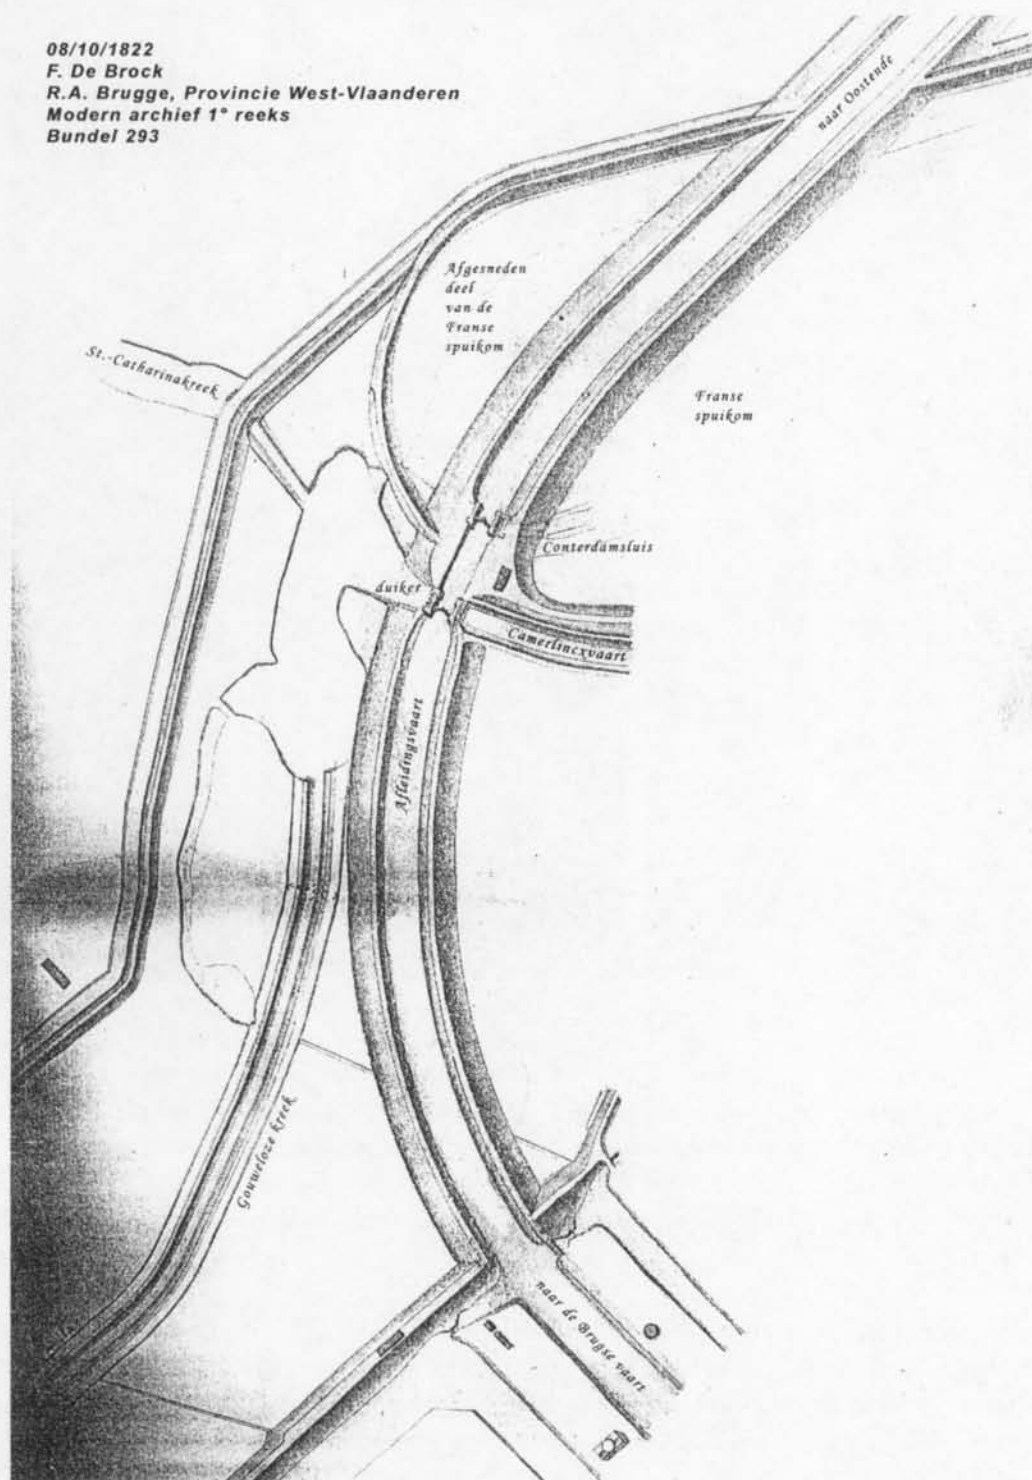 08/10/1822
F. De Brock
R.A. Brugge, Provincie West-Vlaanderen
Modern archief 1° reeks
Bundel 293
naar Oostende
Afgesneden
deel
van de
Franse
spuikom
St.-Catharinakreek
Franse
spuikom
Conterdamsluis
duiker
Camerlincxvaart
Afleidingsvaart
Gouweloze kreek
naar de Brugse vaart